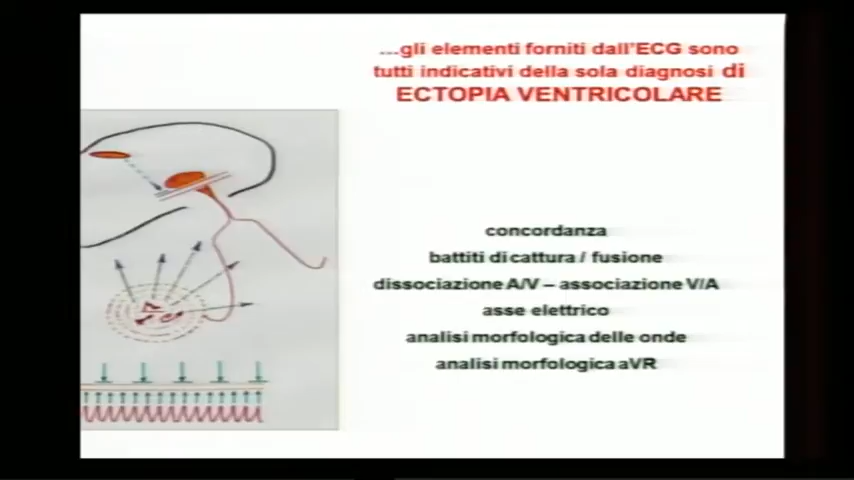 ...gli elementi forniti dall'ECG sono
tutti indicativi della sola diagnosi di
ECTOPIA VENTRICOLARE
concordanza
battiti di cattura / fusione
dissociazione A/V – associazione V/A
asse elettrico
analisi morfologica delle onde
analisi morfologica aVR